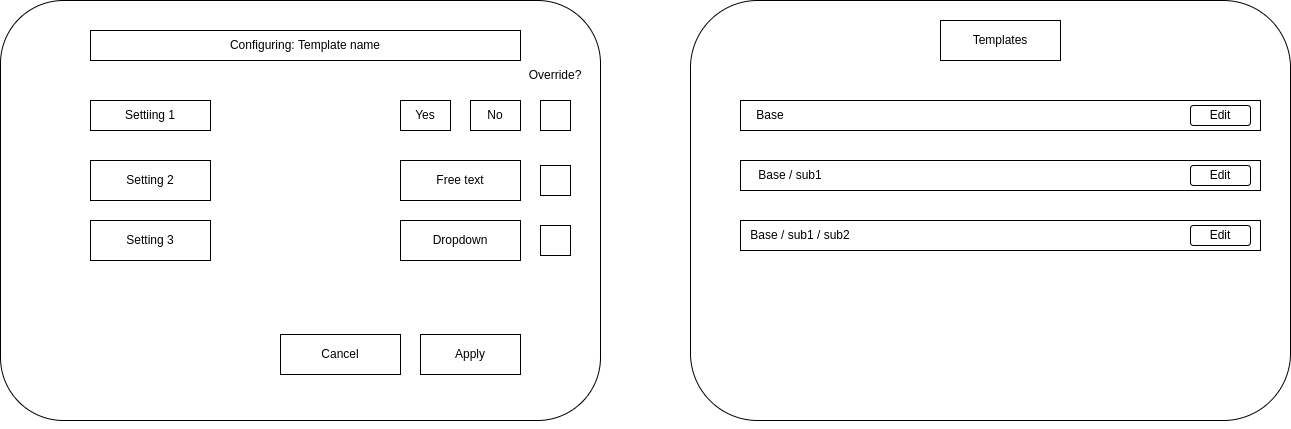 Configuring: Template name
Override?
Settiing 1
Yes
No
Setting 2
Free text
Setting 3
Dropdown
Cancel
Apply
Templates
Base
Edit
Base / sub1
Edit
Base / sub1 / sub2
Edit